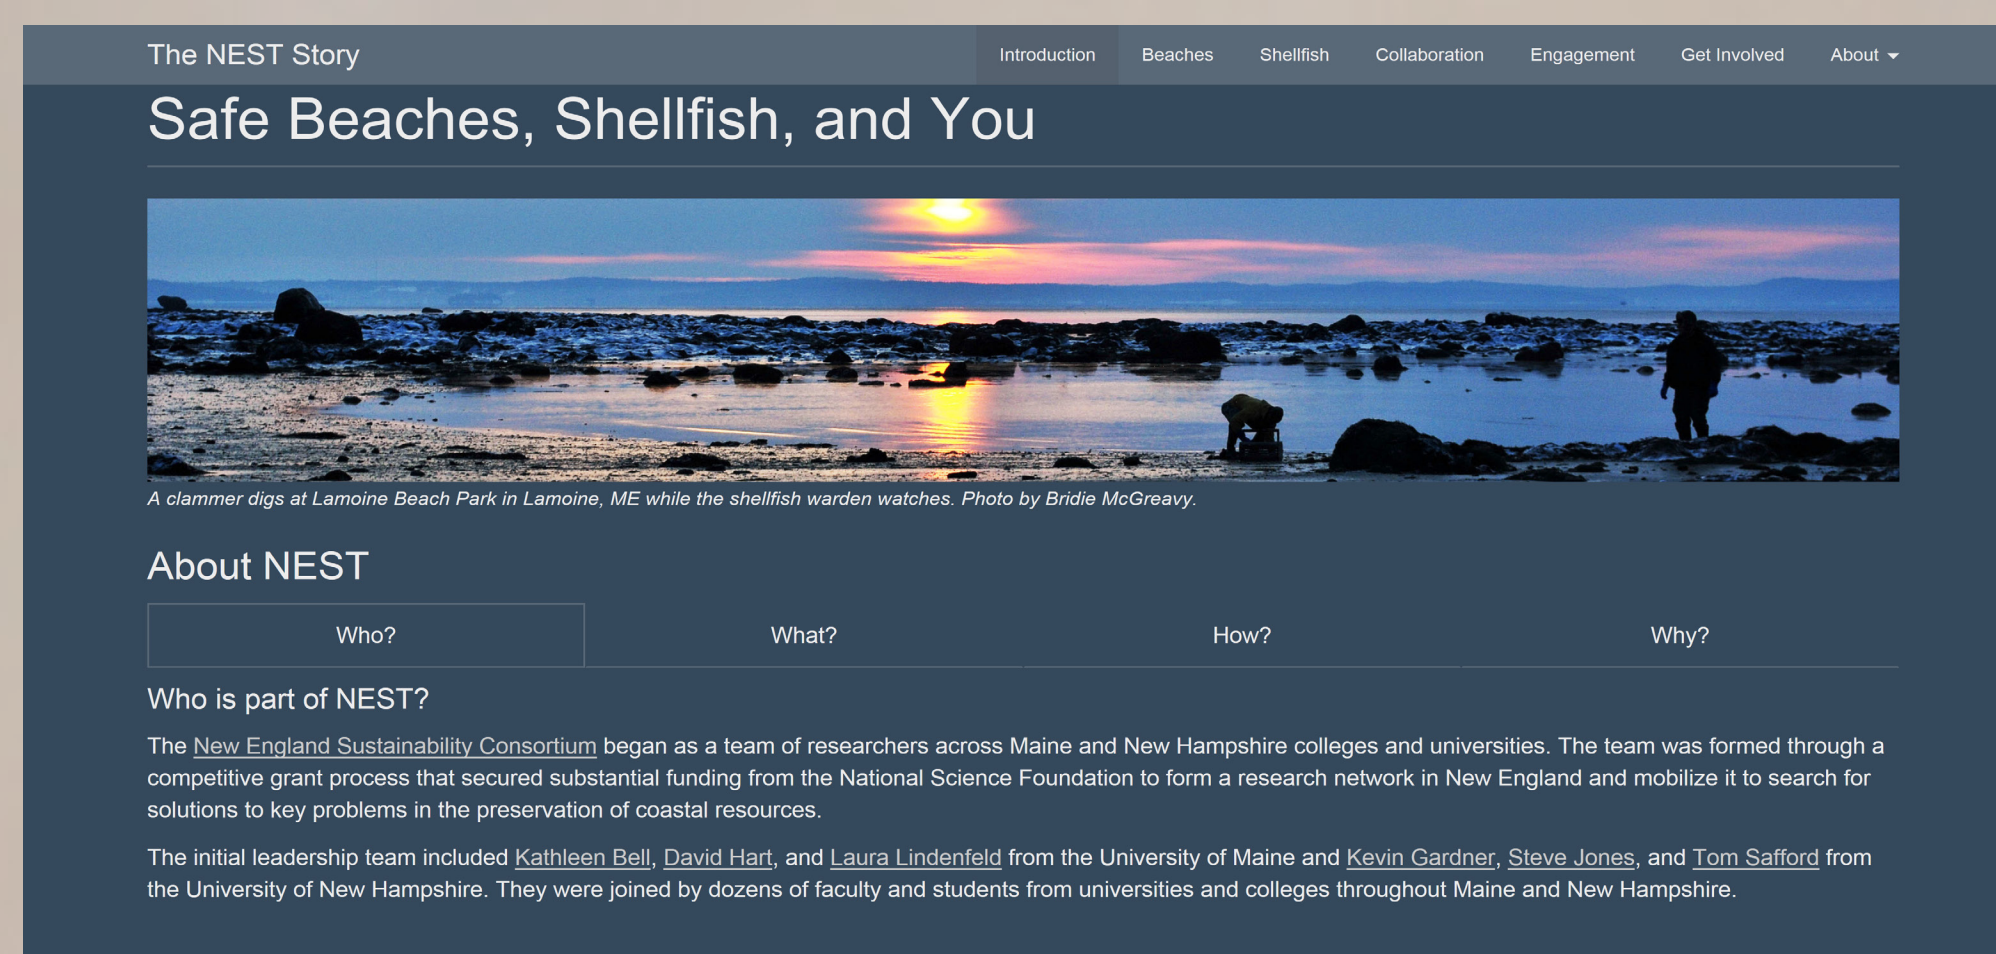 The NEST Story Introduction Beaches Shellfish Collaboration Engagement Get Involved About
Safe Beaches, Shellfish, and You
A clammer digs at Lamoine Beach Park in Lamoine, ME while the shellfish warden watches. Photo by Bridie McGreavy.
About NEST
Who? What? How? Why?
Who is part of NEST?
The New England Sustainability Consortium began as a team of researchers across Maine and New Hampshire colleges and universities. The team was formed through a
competitive grant process that secured substantial funding from the National Science Foundation to form a research network in New England and mobilize it to search for
solutions to key problems in the preservation of coastal resources.
The initial leadership team included Kathleen Bell, David Hart, and Laura Lindenfeld from the University of Maine and Kevin Gardner, Steve Jones, and Tom Safford from
the University of New Hampshire. They were joined by dozens of faculty and students from universities and colleges throughout Maine and New Hampshire.